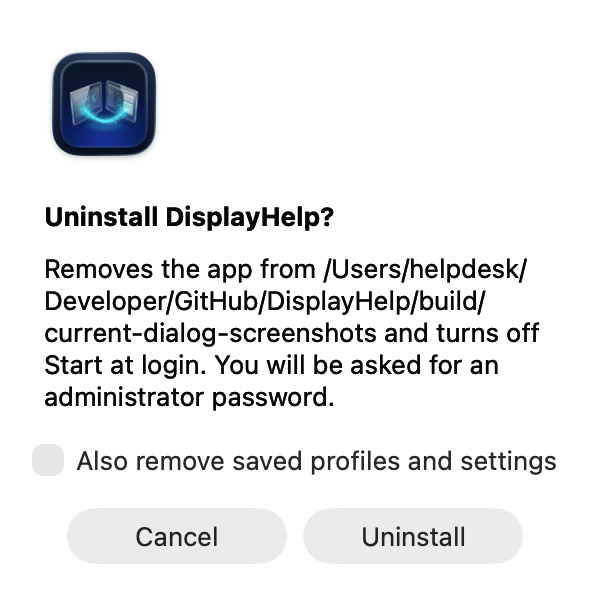 Uninstall DisplayHelp?
Removes the app from /Users/helpdesk/
Developer/GitHub/DisplayHelp/build/
current-dialog-screenshots and turns off
Start at login. You will be asked for an
administrator password.
Also remove saved profiles and settings
Cancel
Uninstall